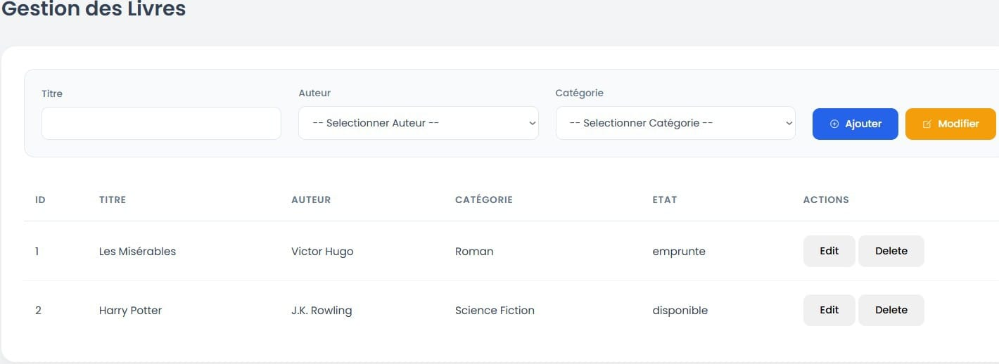 Gestion des Livres
Titre Auteur Catégorie
-- Selectionner Auteur -- -- Selectionner Catégorie -- Ajouter Modifier
ID TITRE AUTEUR CATÉGORIE ETAT ACTIONS
1 Les Misérables Victor Hugo Roman emprunte Edit Delete
2 Harry Potter J.K. Rowling Science Fiction disponible Edit Delete